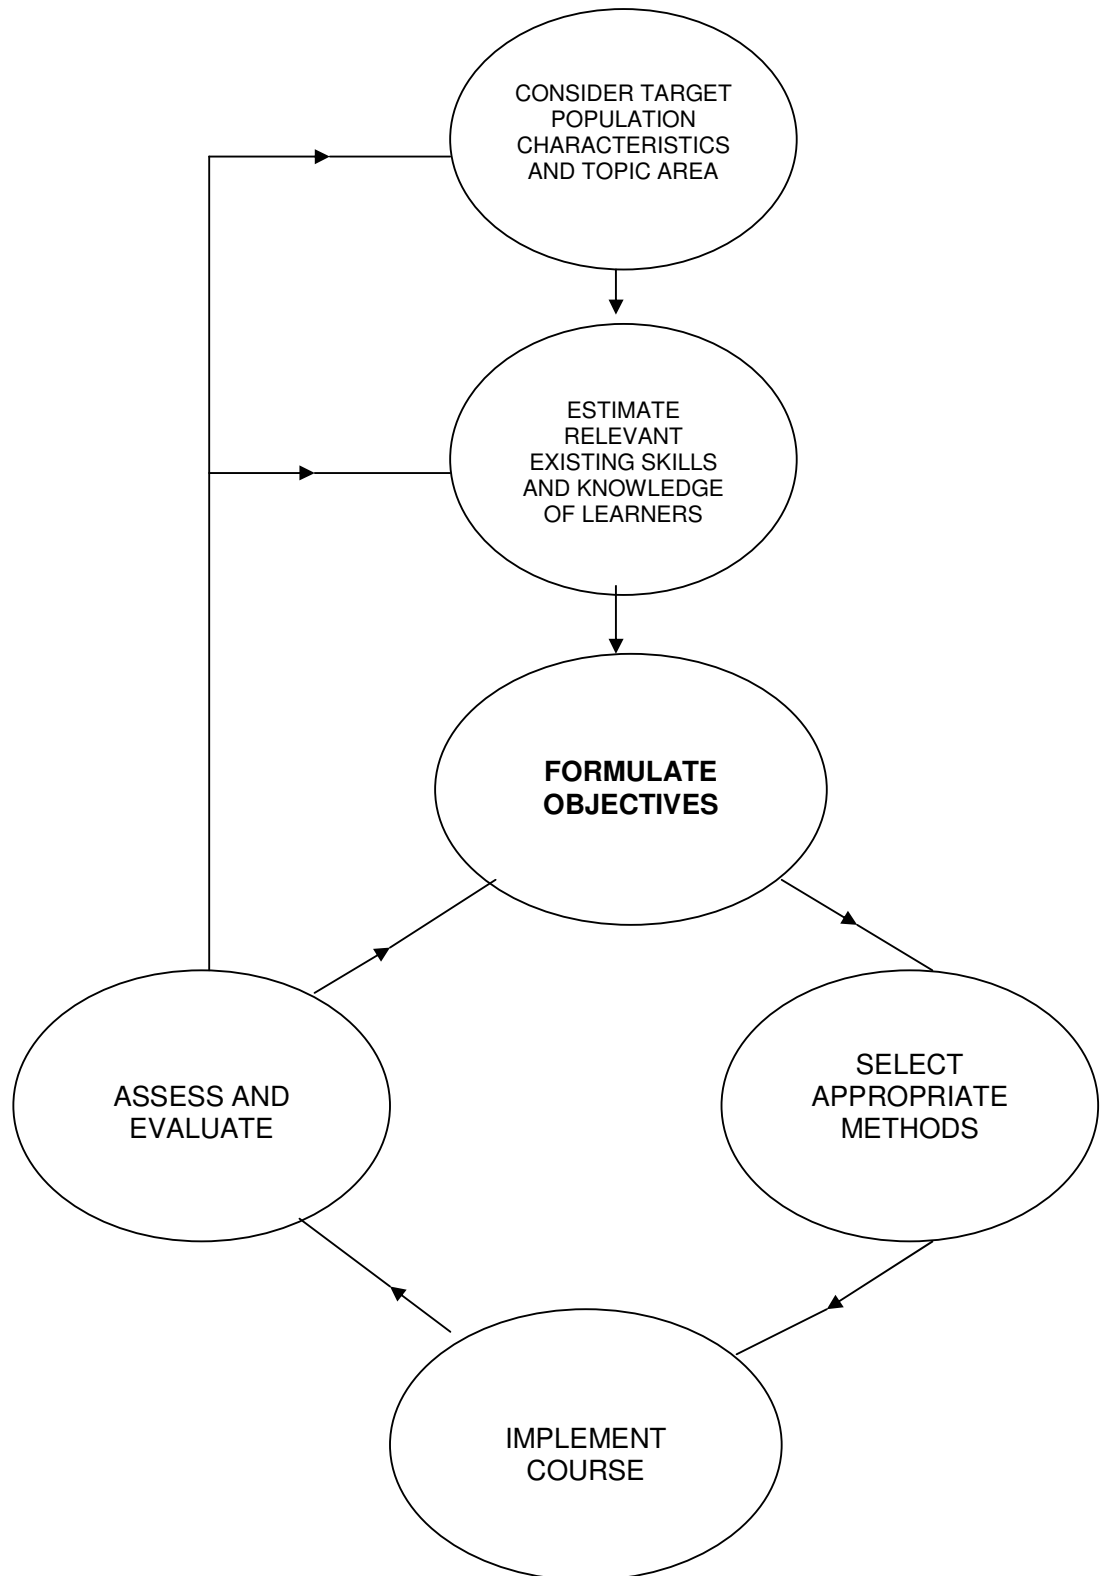 CONSIDER TARGET
POPULATION
CHARACTERISTICS
AND TOPIC AREA
ESTIMATE
RELEVANT
EXISTING SKILLS
AND KNOWLEDGE
OF LEARNERS
FORMULATE
OBJECTIVES
SELECT
APPROPRIATE
METHODS
ASSESS AND
EVALUATE
IMPLEMENT
COURSE